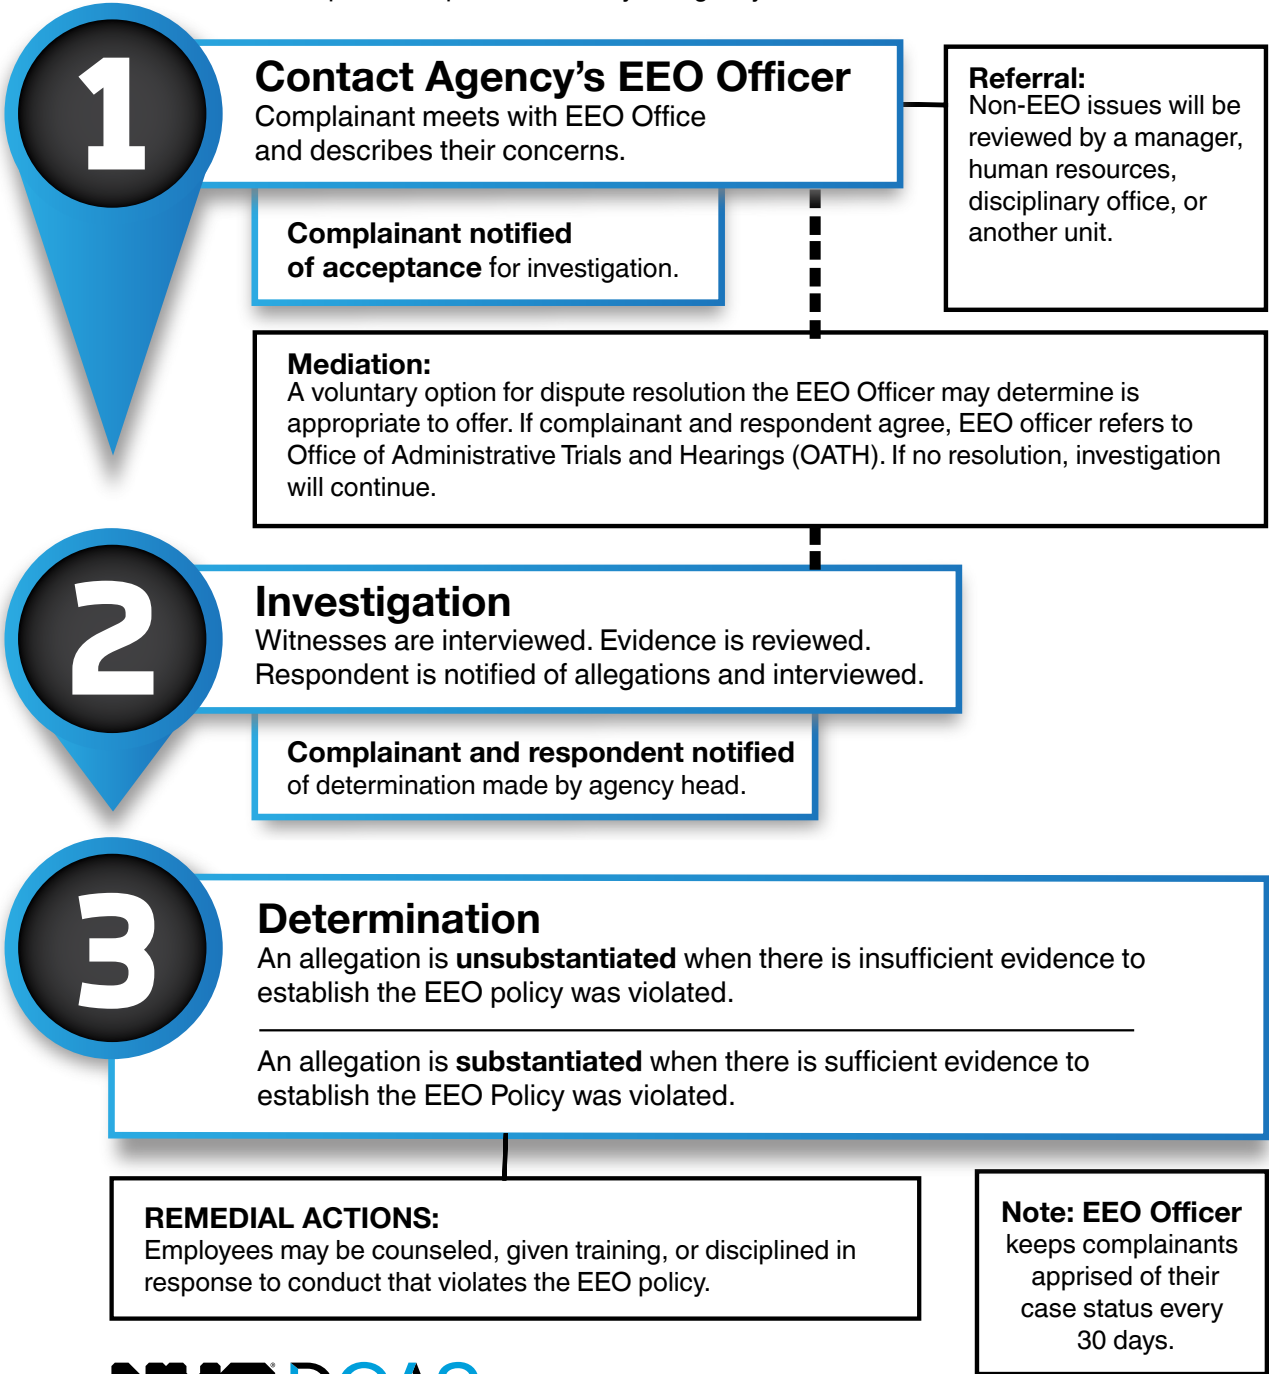 1
Contact Agency’s EEO Officer
Complainant meets with EEO Office
and describes their concerns.
Referral:
Non-EEO issues will be
reviewed by a manager,
human resources,
disciplinary office, or
another unit.
Complainant notified
of acceptance for investigation.
Mediation:
A voluntary option for dispute resolution the EEO Officer may determine is
appropriate to offer. If complainant and respondent agree, EEO officer refers to
Office of Administrative Trials and Hearings (OATH). If no resolution, investigation
will continue.
2
Investigation
Witnesses are interviewed. Evidence is reviewed.
Respondent is notified of allegations and interviewed.
Complainant and respondent notified
of determination made by agency head.
3
Determination
An allegation is unsubstantiated when there is insufficient evidence to
establish the EEO policy was violated.
An allegation is substantiated when there is sufficient evidence to
establish the EEO Policy was violated.
REMEDIAL ACTIONS:
Employees may be counseled, given training, or disciplined in
response to conduct that violates the EEO policy.
Note: EEO Officer
keeps complainants
apprised of their
case status every
30 days.